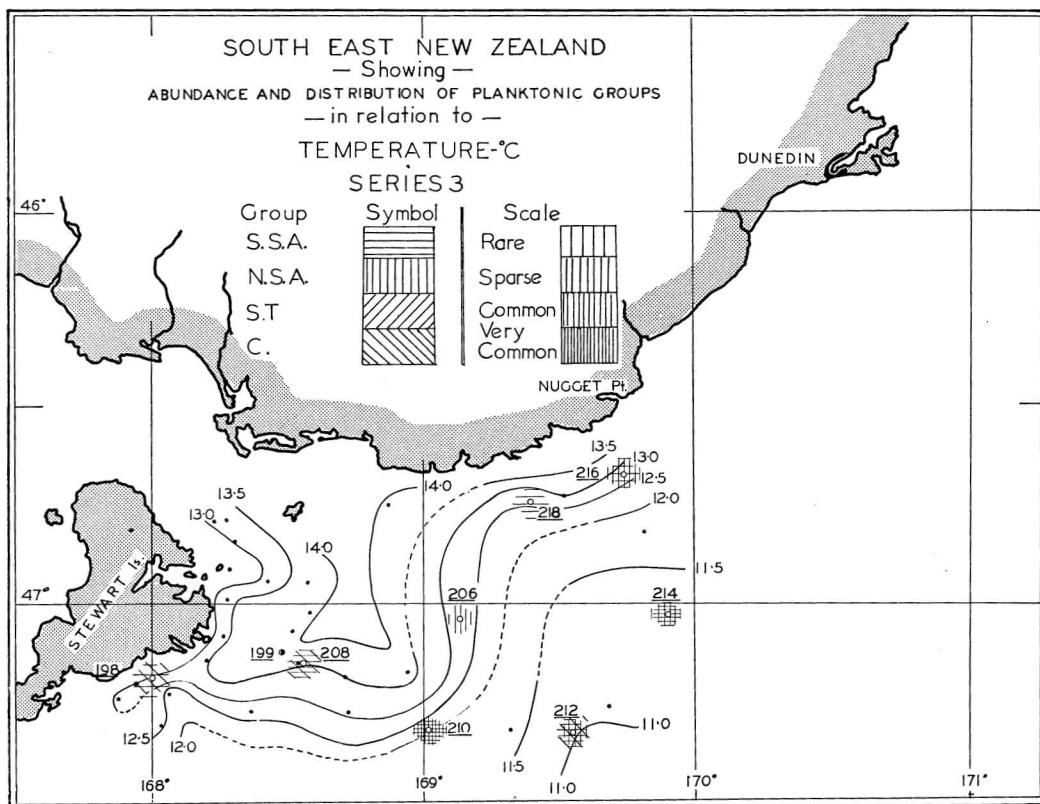 SOUTH EAST NEW ZEALAND
— Showing —
ABUNDANCE AND DISTRIBUTION OF PLANKTONIC GROUPS
— in relation to —
TEMPERATURE-°C
SERIES 3
Group Symbol Scale
S.S.A. Rare
N.S.A. Sparse
S.T Common
C. Very Common
DUNEDIN
46°
NUGGET Pt.
13·5
13·0
216
12·5
14·0
12·0
218
13·5
13·0
14·0
11·5
47°
206
214
STEWART Is.
199
208
198
210
212
11·0
12·5
12·0
11·5
11·0
168°
169°
170°
171°